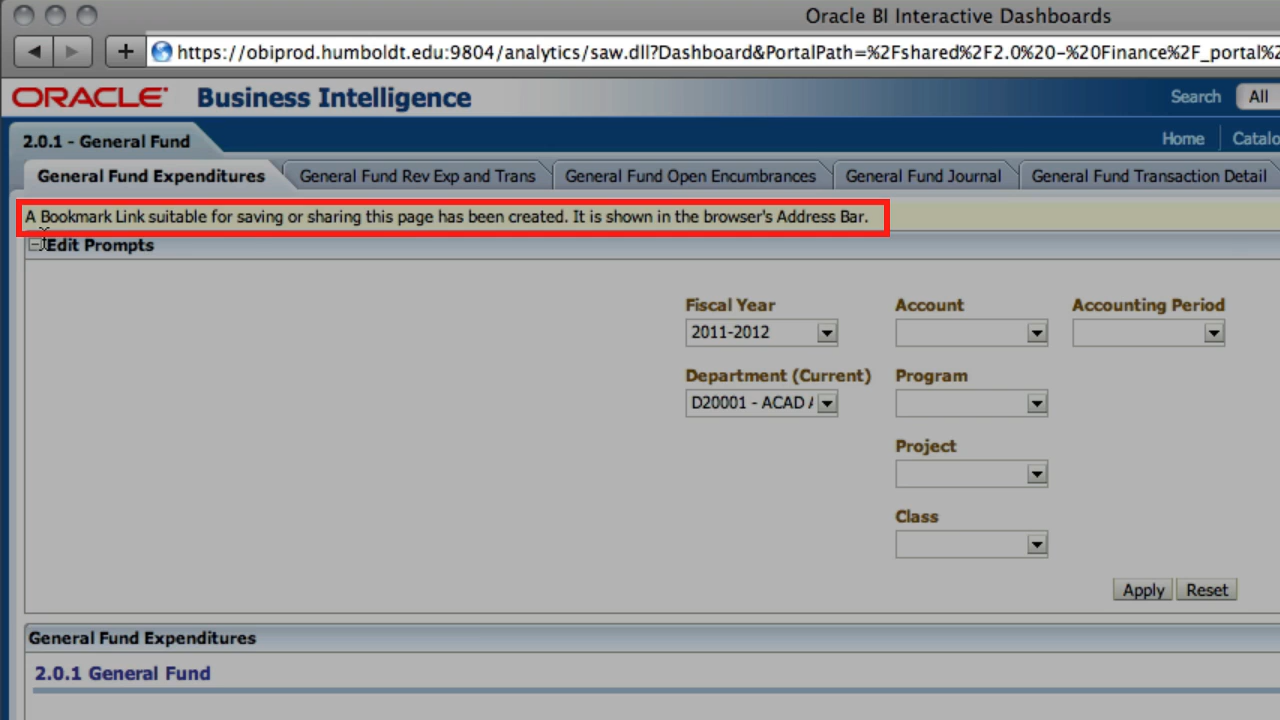 Oracle BI Interactive Dashboards
https://obiprod.humboldt.edu:9804/analytics/saw.dll?Dashboard&PortalPath=%2Fshared%2F2.0%20-%20Finance%2F_portal%2
ORACLE Business Intelligence
Search All
2.0.1 - General Fund
Home Catalo
General Fund Expenditures General Fund Rev Exp and Trans General Fund Open Encumbrances General Fund Journal General Fund Transaction Detail
A Bookmark Link suitable for saving or sharing this page has been created. It is shown in the browser's Address Bar.
Edit Prompts
Fiscal Year Account Accounting Period
2011-2012
Department (Current) Program
D20001 - ACAD A
Project
Class
Apply Reset
General Fund Expenditures
2.0.1 General Fund